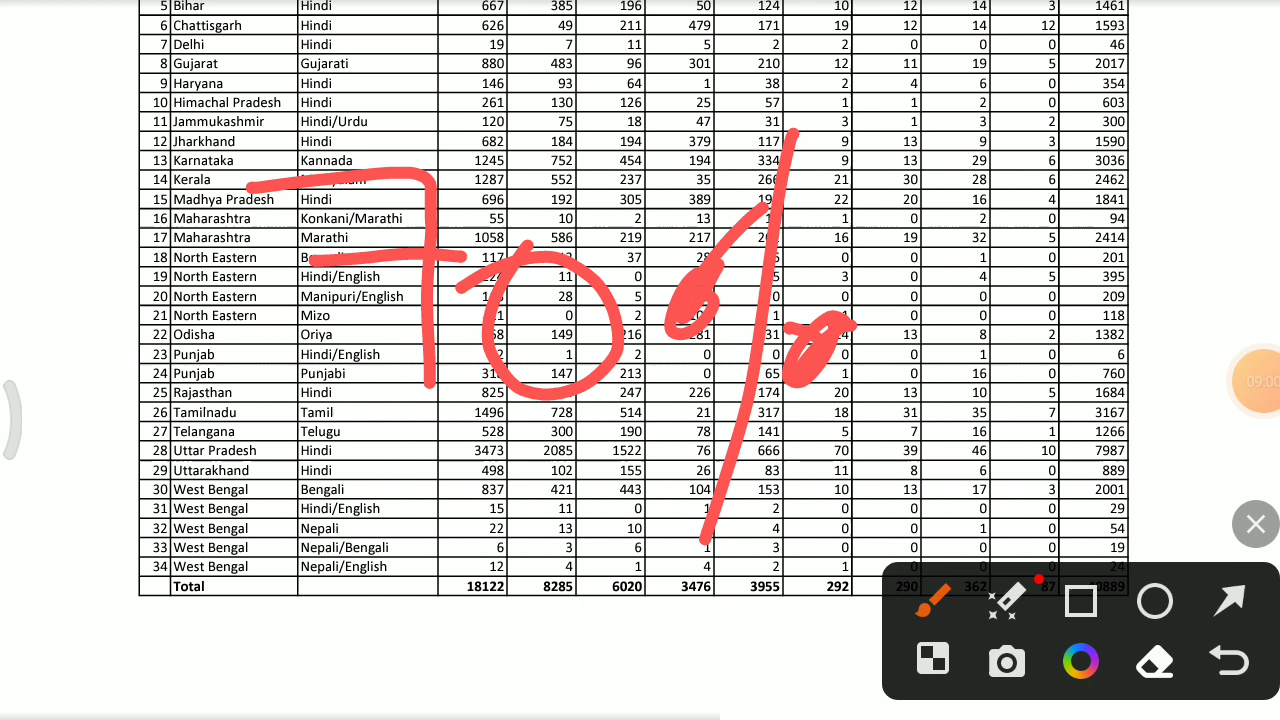 5 Bihar Hindi 667 385 196 50 124 10 12 14 3 1461
6 Chattisgarh Hindi 626 49 211 479 171 19 12 14 12 1593
7 Delhi Hindi 19 7 11 5 2 2 0 0 0 46
8 Gujarat Gujarati 880 483 96 301 210 12 11 19 5 2017
9 Haryana Hindi 146 93 64 1 38 2 4 6 0 354
10 Himachal Pradesh Hindi 261 130 126 25 57 1 1 2 0 603
11 Jammukashmir Hindi/Urdu 120 75 18 47 31 3 1 3 2 300
12 Jharkhand Hindi 682 184 194 379 117 9 13 9 3 1590
13 Karnataka Kannada 1245 752 454 194 334 9 13 29 6 3036
14 Kerala 1287 552 237 35 266 21 30 28 6 2462
15 Madhya Pradesh Hindi 696 192 305 389 22 20 16 4 1841
16 Maharashtra Konkani/Marathi 55 10 2 13 1 0 2 0 94
17 Maharashtra Marathi 1058 586 219 217 16 19 32 5 2414
18 North Eastern 117 37 0 0 1 0 201
19 North Eastern Hindi/English 11 0 3 0 4 5 395
20 North Eastern Manipuri/English 28 5 0 0 0 0 0 209
21 North Eastern Mizo 0 2 1 0 0 0 118
22 Odisha Oriya 149 13 8 2 1382
23 Punjab Hindi/English 1 2 0 0 0 0 1 0 6
24 Punjab Punjabi 147 213 0 65 1 0 16 0 760
25 Rajasthan Hindi 825 247 226 174 20 13 10 5 1684
26 Tamilnadu Tamil 1496 728 514 21 317 18 31 35 7 3167
27 Telangana Telugu 528 300 190 78 141 5 7 16 1 1266
28 Uttar Pradesh Hindi 3473 2085 1522 76 666 70 39 46 10 7987
29 Uttarakhand Hindi 498 102 155 26 83 11 8 6 0 889
30 West Bengal Bengali 837 421 443 104 153 10 13 17 3 2001
31 West Bengal Hindi/English 15 11 0 1 2 0 0 0 0 29
32 West Bengal Nepali 22 13 10 4 0 0 1 0 54
33 West Bengal Nepali/Bengali 6 3 6 1 3 0 0 0 0 19
34 West Bengal Nepali/English 12 4 1 4 2 1 0 0 0 24
Total 18122 8285 6020 3476 3955 292 290 362 87
70 %
09:00